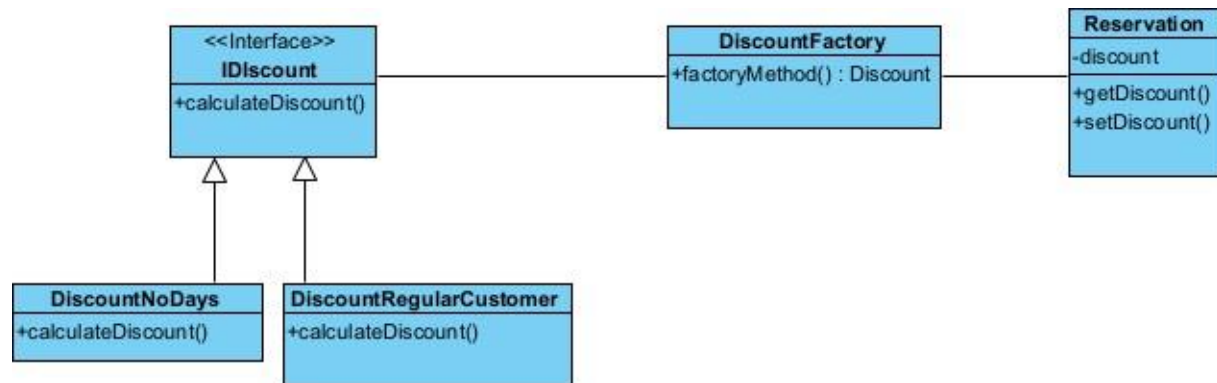 <<Interface>>
IDIscount
+calculateDiscount()
DiscountFactory
+factoryMethod() : Discount
Reservation
-discount
+getDiscount()
+setDiscount()
DiscountNoDays
+calculateDiscount()
DiscountRegularCustomer
+calculateDiscount()